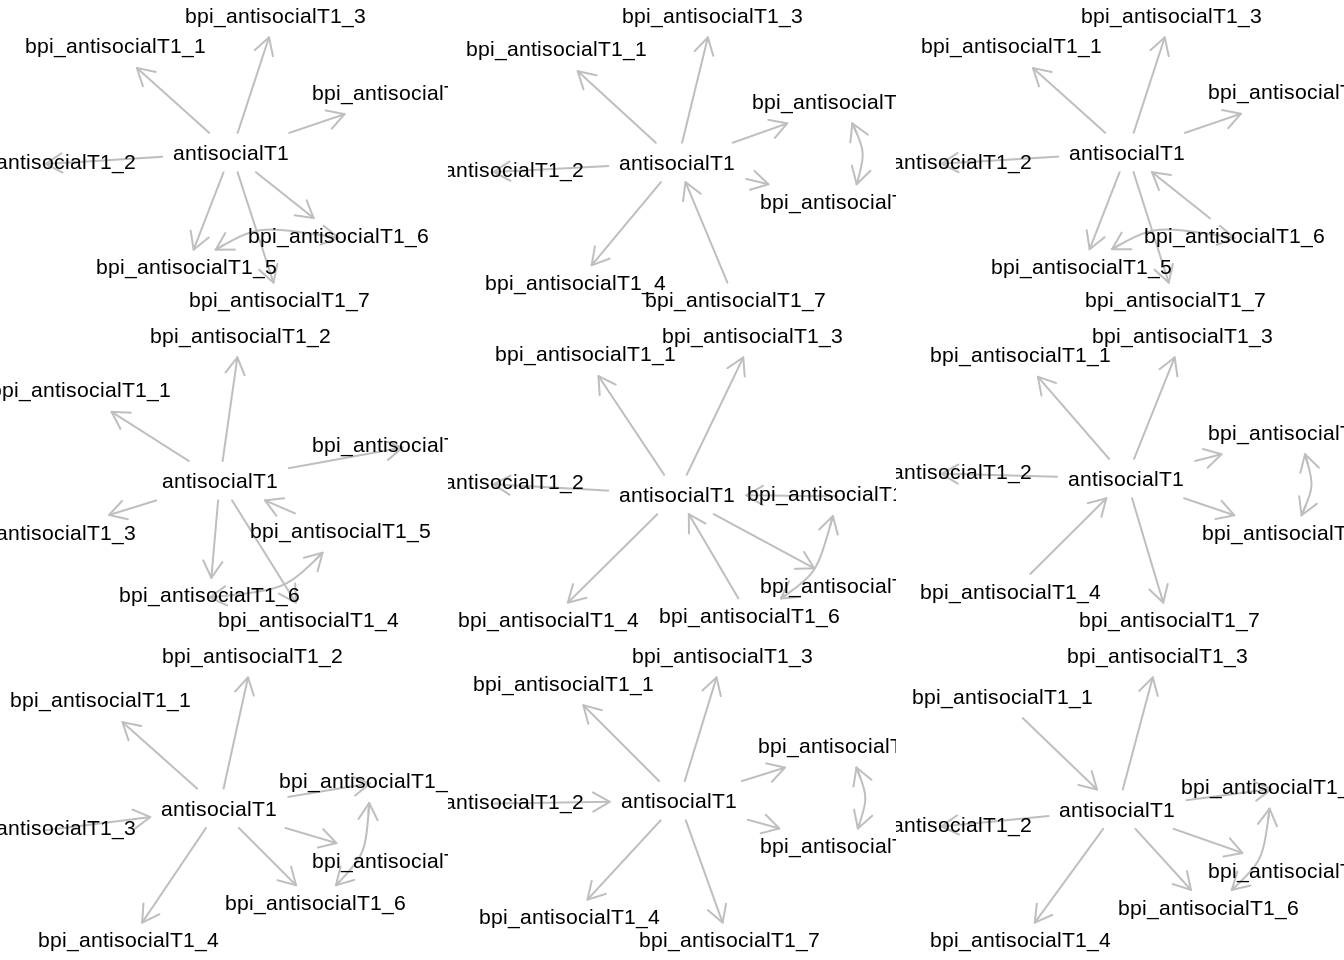 bpi_antisocialT1_3
bpi_antisocialT1_1
bpi_antisocialT
antisocialT1
antisocialT1_2
bpi_antisocialT1_6
bpi_antisocialT1_5
bpi_antisocialT1_7
bpi_antisocialT1_3
bpi_antisocialT1_1
bpi_antisocialT
antisocialT1
antisocialT1_2
bpi_antisocialT
bpi_antisocialT1_4
bpi_antisocialT1_7
bpi_antisocialT1_3
bpi_antisocialT1_1
bpi_antisocialT
antisocialT1
antisocialT1_2
bpi_antisocialT1_6
bpi_antisocialT1_5
bpi_antisocialT1_7
bpi_antisocialT1_2
bpi_antisocialT1_1
bpi_antisocialT
antisocialT1
antisocialT1_3
bpi_antisocialT1_5
bpi_antisocialT1_6
bpi_antisocialT1_4
bpi_antisocialT1_3
bpi_antisocialT1_1
antisocialT1_2
antisocialT1
bpi_antisocialT1
bpi_antisocialT
bpi_antisocialT1_4
bpi_antisocialT1_6
bpi_antisocialT1_3
bpi_antisocialT1_1
bpi_antisocialT
antisocialT1_2
antisocialT1
bpi_antisocialT
bpi_antisocialT1_4
bpi_antisocialT1_7
bpi_antisocialT1_2
bpi_antisocialT1_1
bpi_antisocialT1_
antisocialT1
antisocialT1_3
bpi_antisocialT
bpi_antisocialT1_6
bpi_antisocialT1_4
bpi_antisocialT1_3
bpi_antisocialT1_1
bpi_antisocialT
antisocialT1_2
antisocialT1
bpi_antisocialT
bpi_antisocialT1_4
bpi_antisocialT1_7
bpi_antisocialT1_3
bpi_antisocialT1_1
bpi_antisocialT1_
antisocialT1
antisocialT1_2
bpi_antisocialT
bpi_antisocialT1_6
bpi_antisocialT1_4